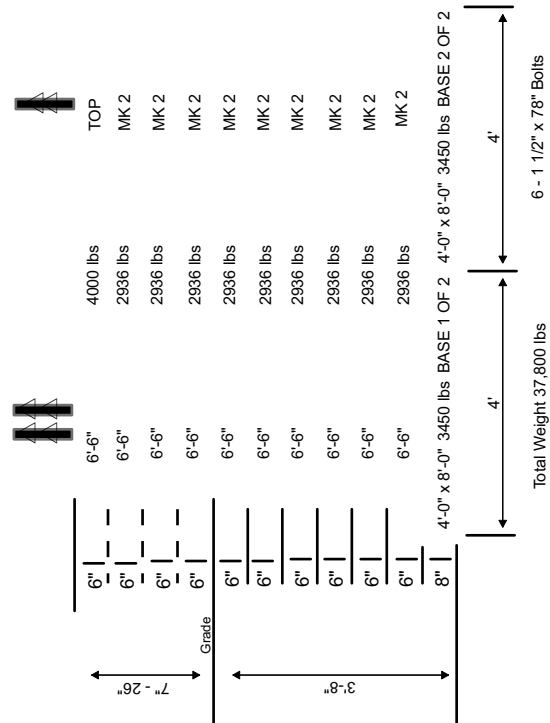 6" 6'-6" 4000 lbs TOP
6" 6'-6" 2936 lbs MK 2
6" 6'-6" 2936 lbs MK 2
6" 6'-6" 2936 lbs MK 2
7" - 26"
Grade
6" 6'-6" 2936 lbs MK 2
6" 6'-6" 2936 lbs MK 2
6" 6'-6" 2936 lbs MK 2
6" 6'-6" 2936 lbs MK 2
6" 6'-6" 2936 lbs MK 2
6" 6'-6" 2936 lbs MK 2
8"
3'-8"
4'-0" x 8'-0" 3450 lbs BASE 1 OF 2
4'-0" x 8'-0" 3450 lbs BASE 2 OF 2
4'
4'
Total Weight 37,800 lbs
6 - 1 1/2" x 78" Bolts